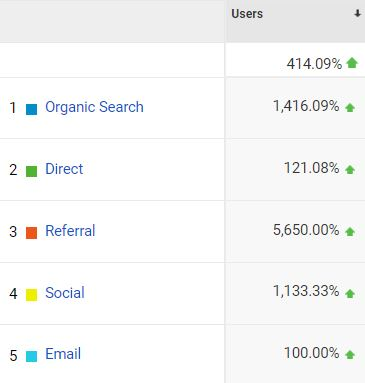 Users
414.09%
1 Organic Search 1,416.09%
2 Direct 121.08%
3 Referral 5,650.00%
4 Social 1,133.33%
5 Email 100.00%